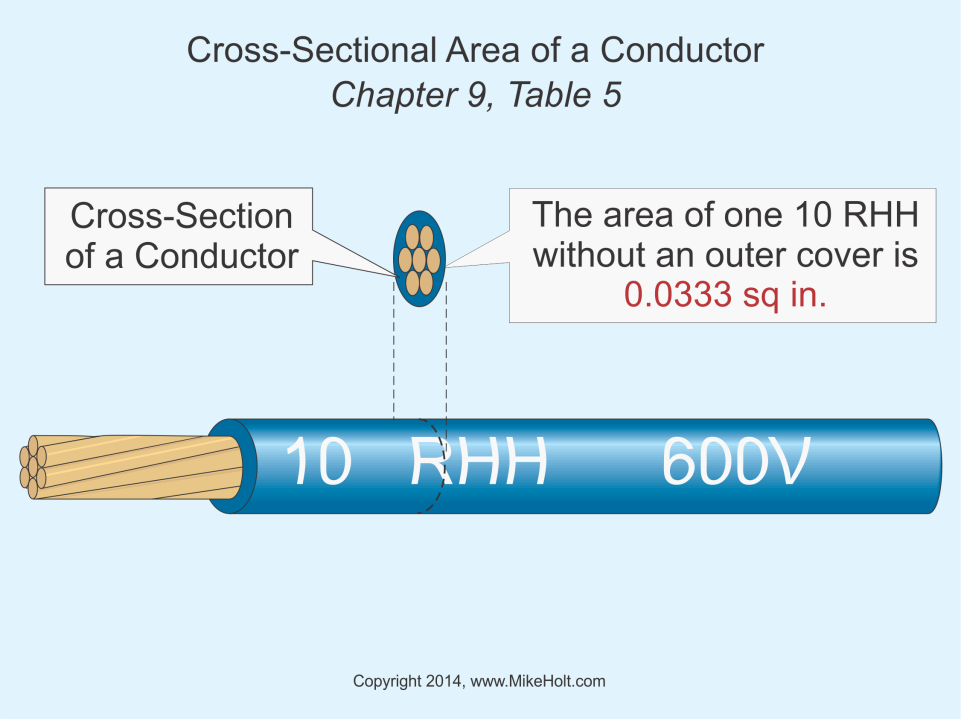 Cross-Sectional Area of a Conductor
Chapter 9, Table 5
Cross-Section
of a Conductor
The area of one 10 RHH
without an outer cover is
0.0333 sq in.
10 RHH 600V
Copyright 2014, www.MikeHolt.com